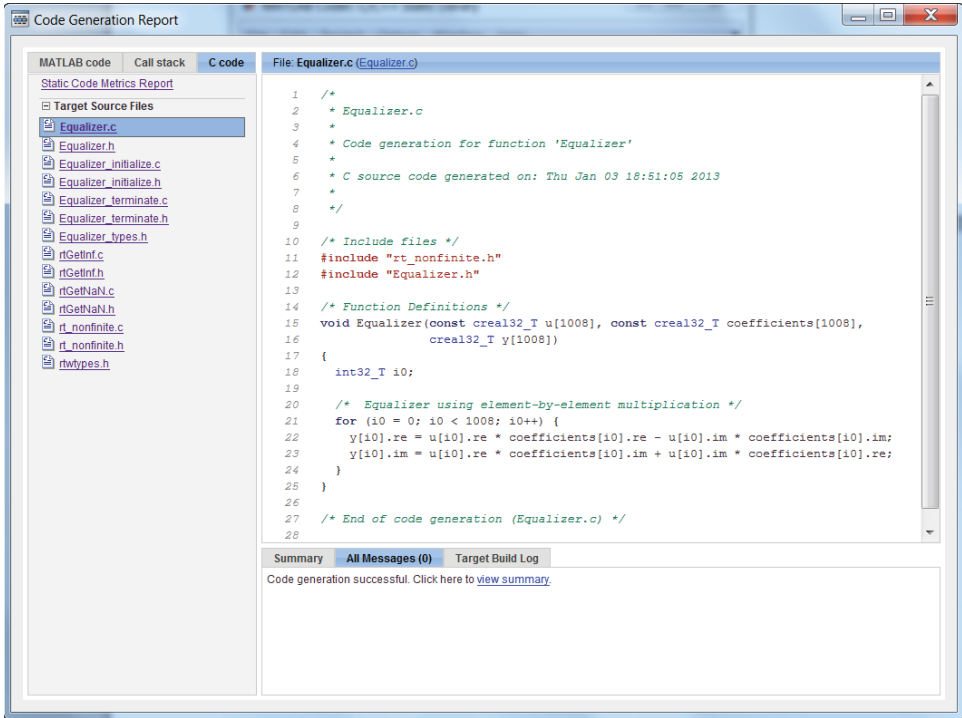 Code Generation Report
MATLAB code Call stack C code
Static Code Metrics Report
Target Source Files
Equalizer.c
Equalizer.h
Equalizer_initialize.c
Equalizer_initialize.h
Equalizer_terminate.c
Equalizer_terminate.h
Equalizer_types.h
rtGetInf.c
rtGetInf.h
rtGetNaN.c
rtGetNaN.h
rt_nonfinite.c
rt_nonfinite.h
rtwtypes.h
File: Equalizer.c (Equalizer.c)
1 /*
2 * Equalizer.c
3 *
4 * Code generation for function 'Equalizer'
5 *
6 * C source code generated on: Thu Jan 03 18:51:05 2013
7 *
8 */
9
10 /* Include files */
11 #include "rt_nonfinite.h"
12 #include "Equalizer.h"
13
14 /* Function Definitions */
15 void Equalizer(const creal32_T u[1008], const creal32_T coefficients[1008],
16 creal32_T y[1008])
17 {
18 int32_T i0;
19
20 /* Equalizer using element-by-element multiplication */
21 for (i0 = 0; i0 < 1008; i0++) {
22 y[i0].re = u[i0].re * coefficients[i0].re - u[i0].im * coefficients[i0].im;
23 y[i0].im = u[i0].re * coefficients[i0].im + u[i0].im * coefficients[i0].re;
24 }
25 }
26
27 /* End of code generation (Equalizer.c) */
28
Summary All Messages (0) Target Build Log
Code generation successful. Click here to view summary.